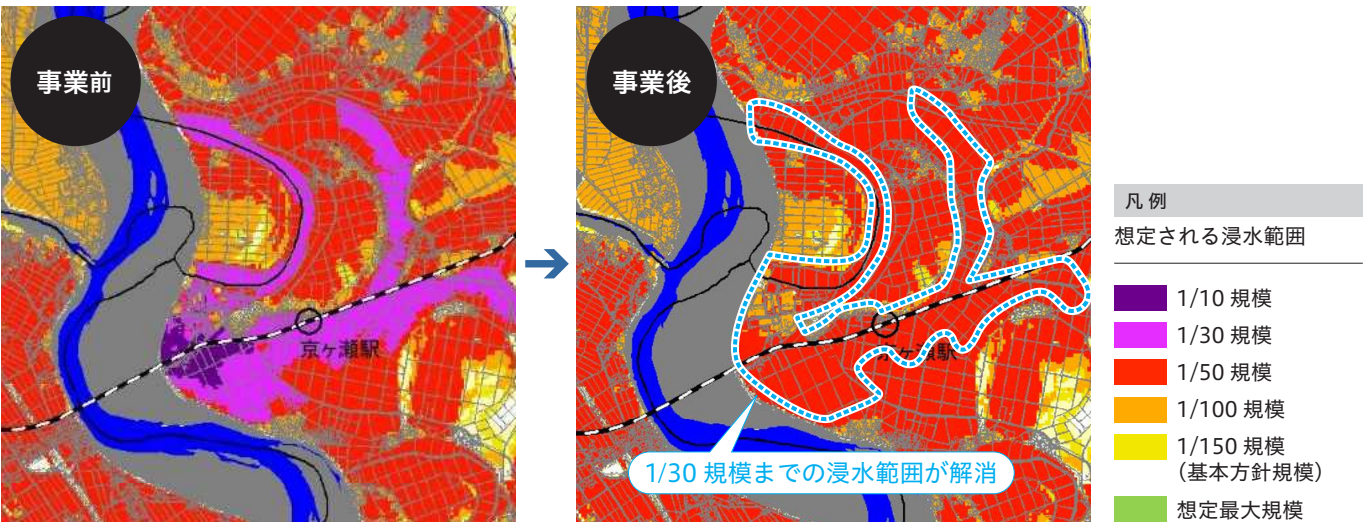 事業前
京ヶ瀬駅
事業後
京ヶ瀬駅
1/30 規模までの浸水範囲が解消
凡 例
想定される浸水範囲
1/10 規模
1/30 規模
1/50 規模
1/100 規模
1/150 規模
（基本方針規模）
想定最大規模